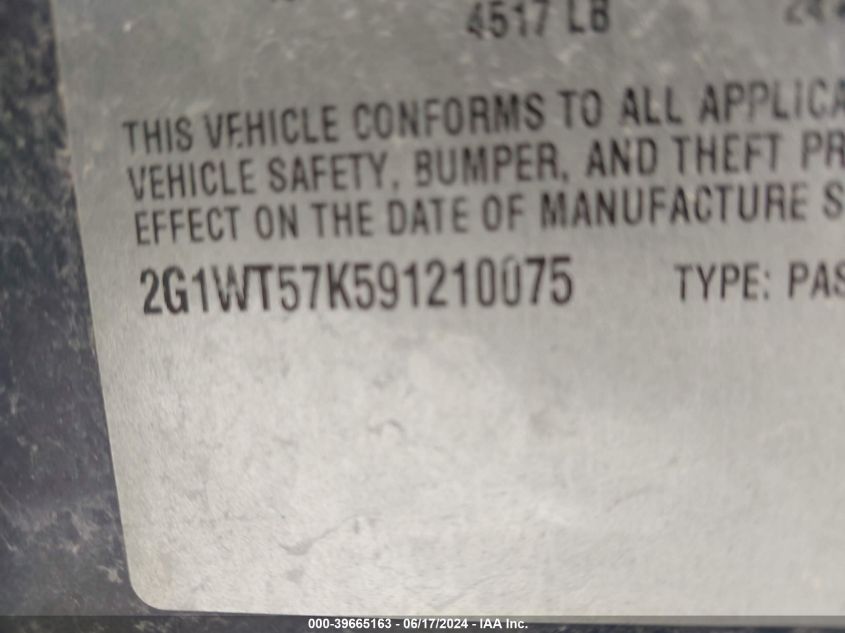 4517 LB
THIS VEHICLE CONFORMS TO ALL APPLICA
VEHICLE SAFETY, BUMPER, AND THEFT PR
EFFECT ON THE DATE OF MANUFACTURE S
2G1WT57K591210075 TYPE: PAS
000-39665163 - 06/17/2024 - IAA Inc.